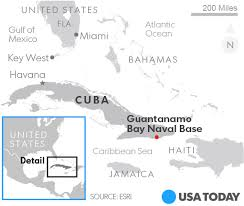 UNITED STATES
200 Miles
FLA
Atlantic
Ocean
Gulf of
Mexico
Miami
Key West
BAHAMAS
Havana
CUBA
Guantanamo
Bay Naval Base
Caribbean Sea
HAITI
JAMAICA
UNITED
STATES
Detail
SOURCE: ESRI
USA TODAY